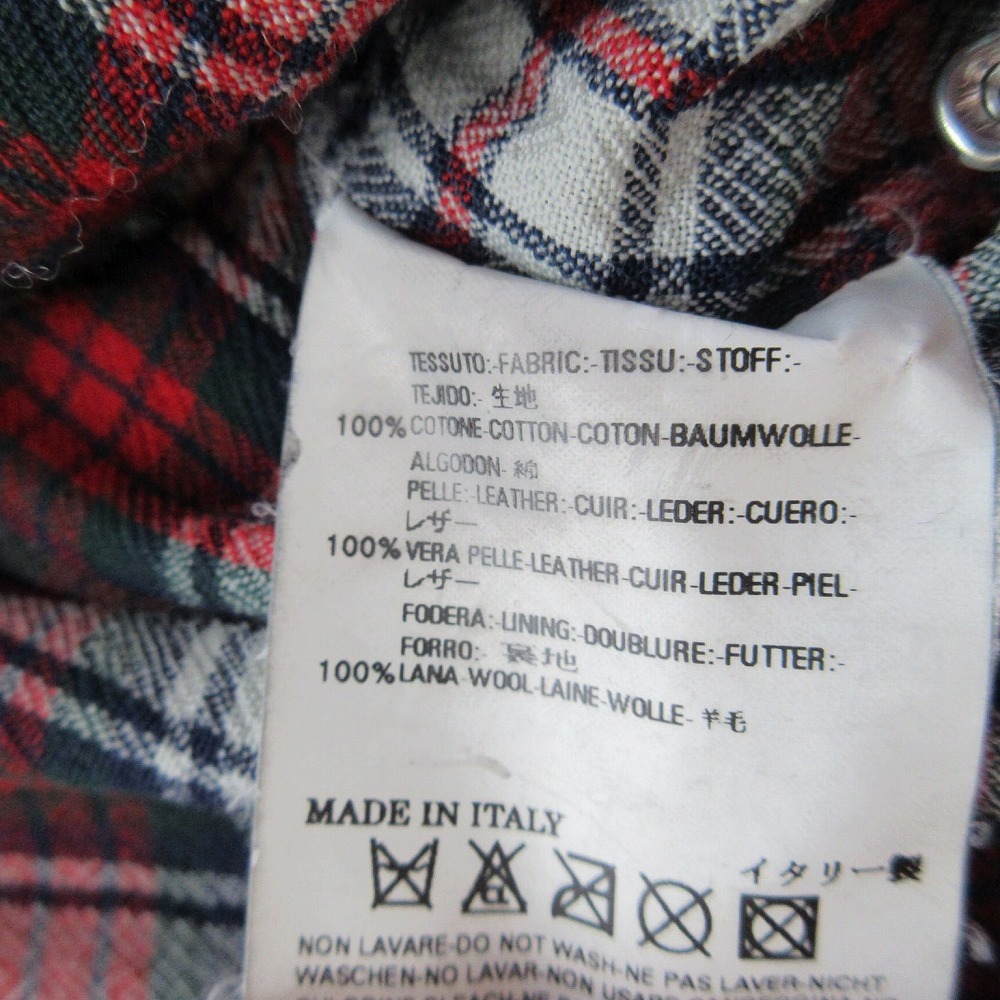 TESSUTO:-FABRIC:-TISSU:-STOFF:-
TEJIDO:- 生地
100% COTONE-COTTON-COTON-BAUMWOLLE-
ALGODON- 綿
PELLE:-LEATHER:-CUIR:-LEDER:-CUERO:-
レザー
100% VERA PELLE-LEATHER-CUIR-LEDER-PIEL-
レザー
FODERA:-LINING:-DOUBLURE:-FUTTER:-
FORRO:- 裏地
100% LANA-WOOL-LAINE-WOLLE- 羊毛
MADE IN ITALY
イタリー製
NON LAVARE-DO NOT WASH-NE PAS LAVER-NICHT
WASCHEN-NO LAVAR-NON USARE